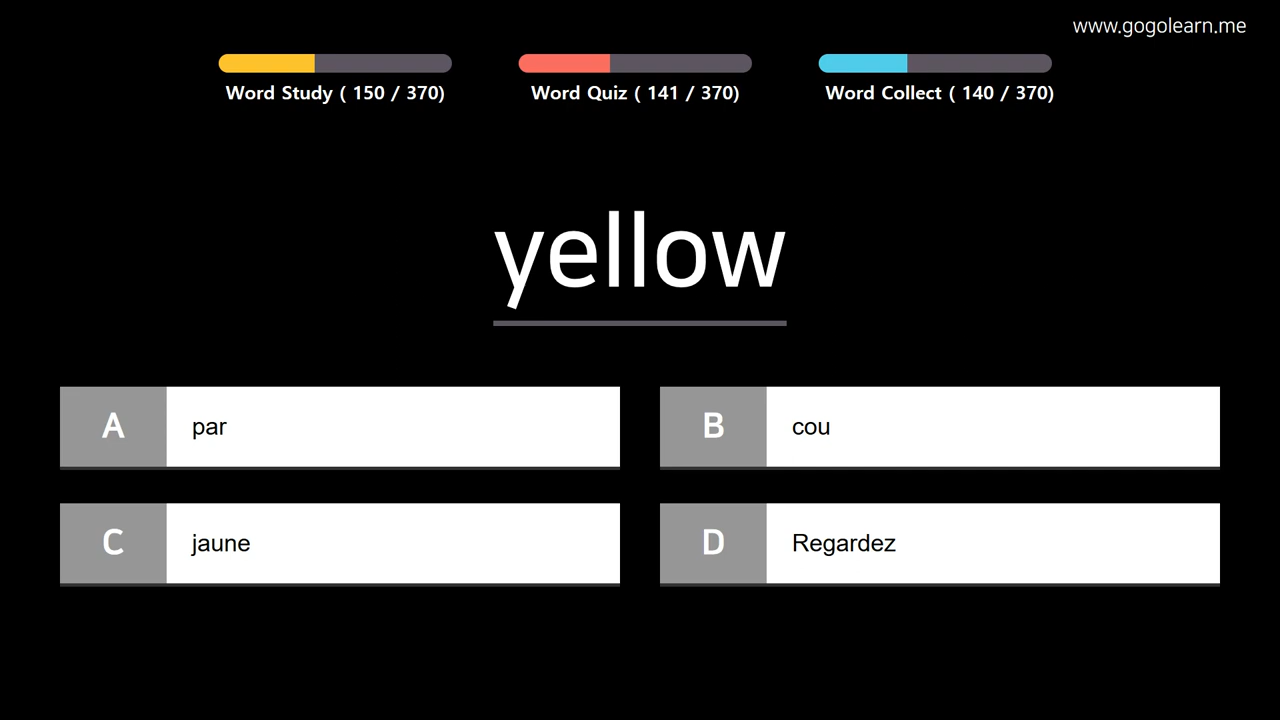 www.gogolearn.me
Word Study ( 150 / 370)
Word Quiz ( 141 / 370)
Word Collect ( 140 / 370)
yellow
A par
B cou
C jaune
D Regardez